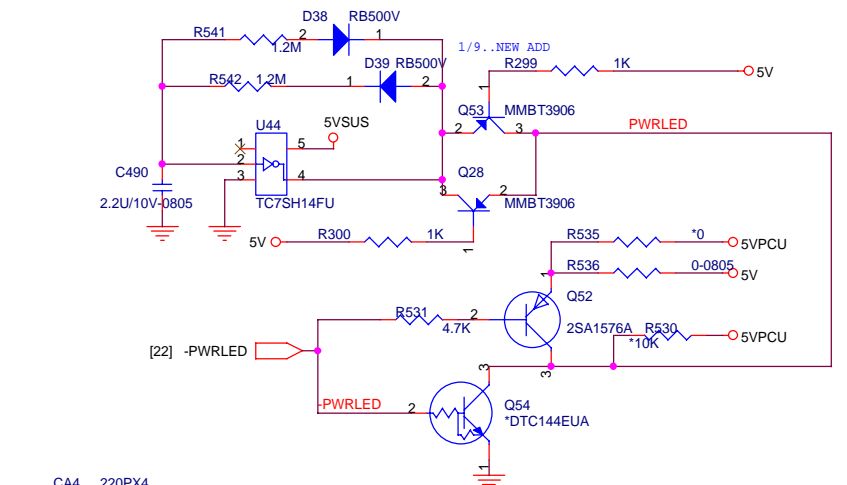 D38 RB500V
R541
2
1
1.2M
1/9..NEW ADD
D39 RB500V
R299
1K
5V
R542
1.2M
1
2
1
Q53
MMBT3906
U44
5VSUS
2
3
PWRLED
1
5
2
C490
3
4
Q28
3
2
2.2U/10V-0805
TC7SH14FU
MMBT3906
5V
R300
1K
1
R535
*0
5VPCU
R536
0-0805
5V
1
Q52
R531
2
4.7K
2SA1576A
R530
5VPCU
*10K
[22] -PWRLED
3
3
-PWRLED
2
Q54
*DTC144EUA
1
CA4 220PX4